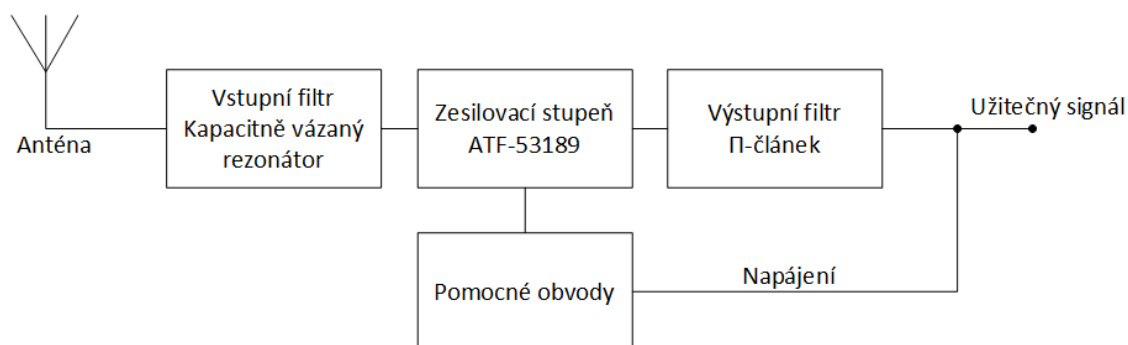 Anténa
Vstupní filtr
Kapacitně vázaný
rezonátor
Zesilovací stupeň
ATF-53189
Výstupní filtr
Π-článek
Užitečný signál
Pomocné obvody
Napájení